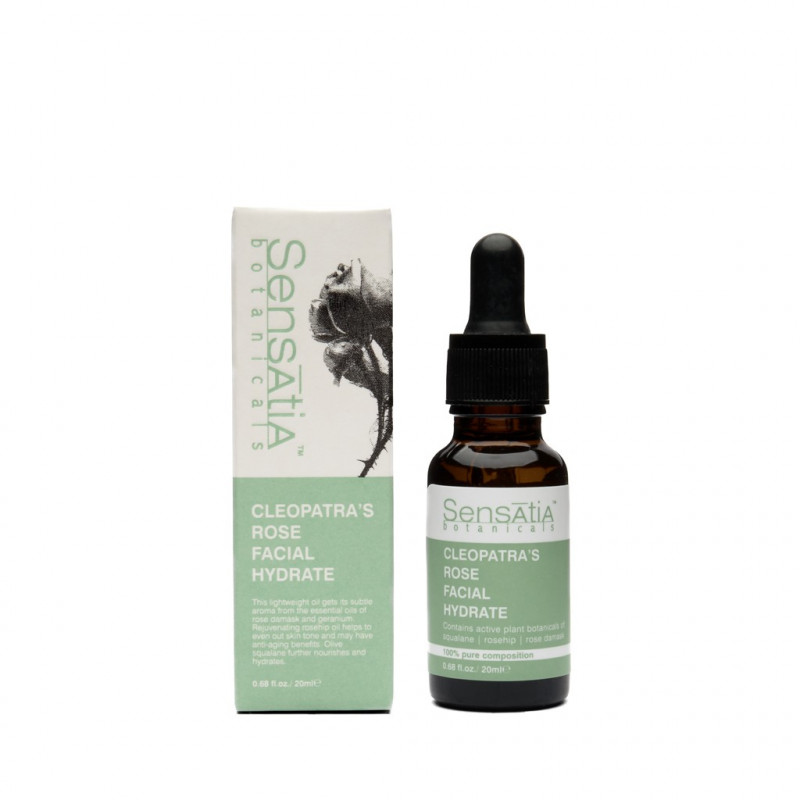 SensAtiA™
botanicals
CLEOPATRA'S
ROSE
FACIAL
HYDRATE
This lightweight oil gets its subtle
aroma from the essential oils of
rose damask and geranium.
Rejuvenating rosehip oil helps to
even out skin tone and may have
anti-aging benefits. Olive
squalane further nourishes and
hydrates.
0.68 fl.oz./ 20ml℮
SensĀtiA™
botanicals
CLEOPATRA'S
ROSE
FACIAL
HYDRATE
Contains active plant botanicals of
squalane | rosehip | rose damask
100% pure composition
0.68 fl.oz./ 20ml℮